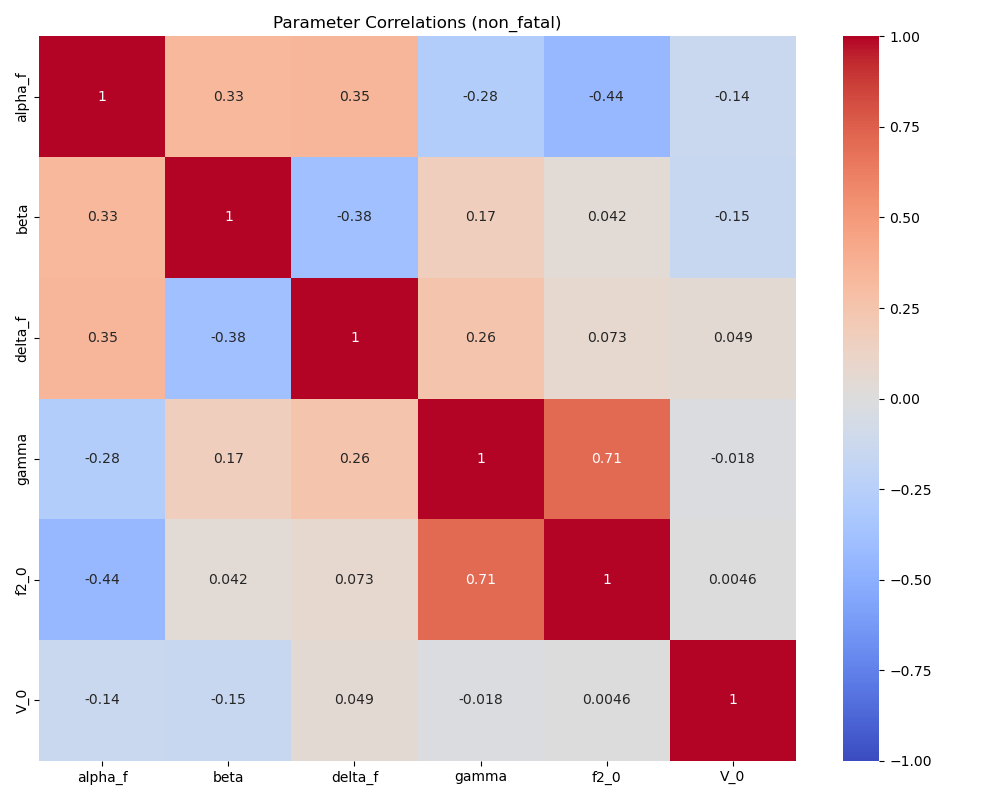 Parameter Correlations (non_fatal)
alpha_f 1 0.33 0.35 -0.28 -0.44 -0.14
beta 0.33 1 -0.38 0.17 0.042 -0.15
delta_f 0.35 -0.38 1 0.26 0.073 0.049
gamma -0.28 0.17 0.26 1 0.71 -0.018
f2_0 -0.44 0.042 0.073 0.71 1 0.0046
V_0 -0.14 -0.15 0.049 -0.018 0.0046 1
alpha_f beta delta_f gamma f2_0 V_0
1.00
0.75
0.50
0.25
0.00
−0.25
−0.50
−0.75
−1.00